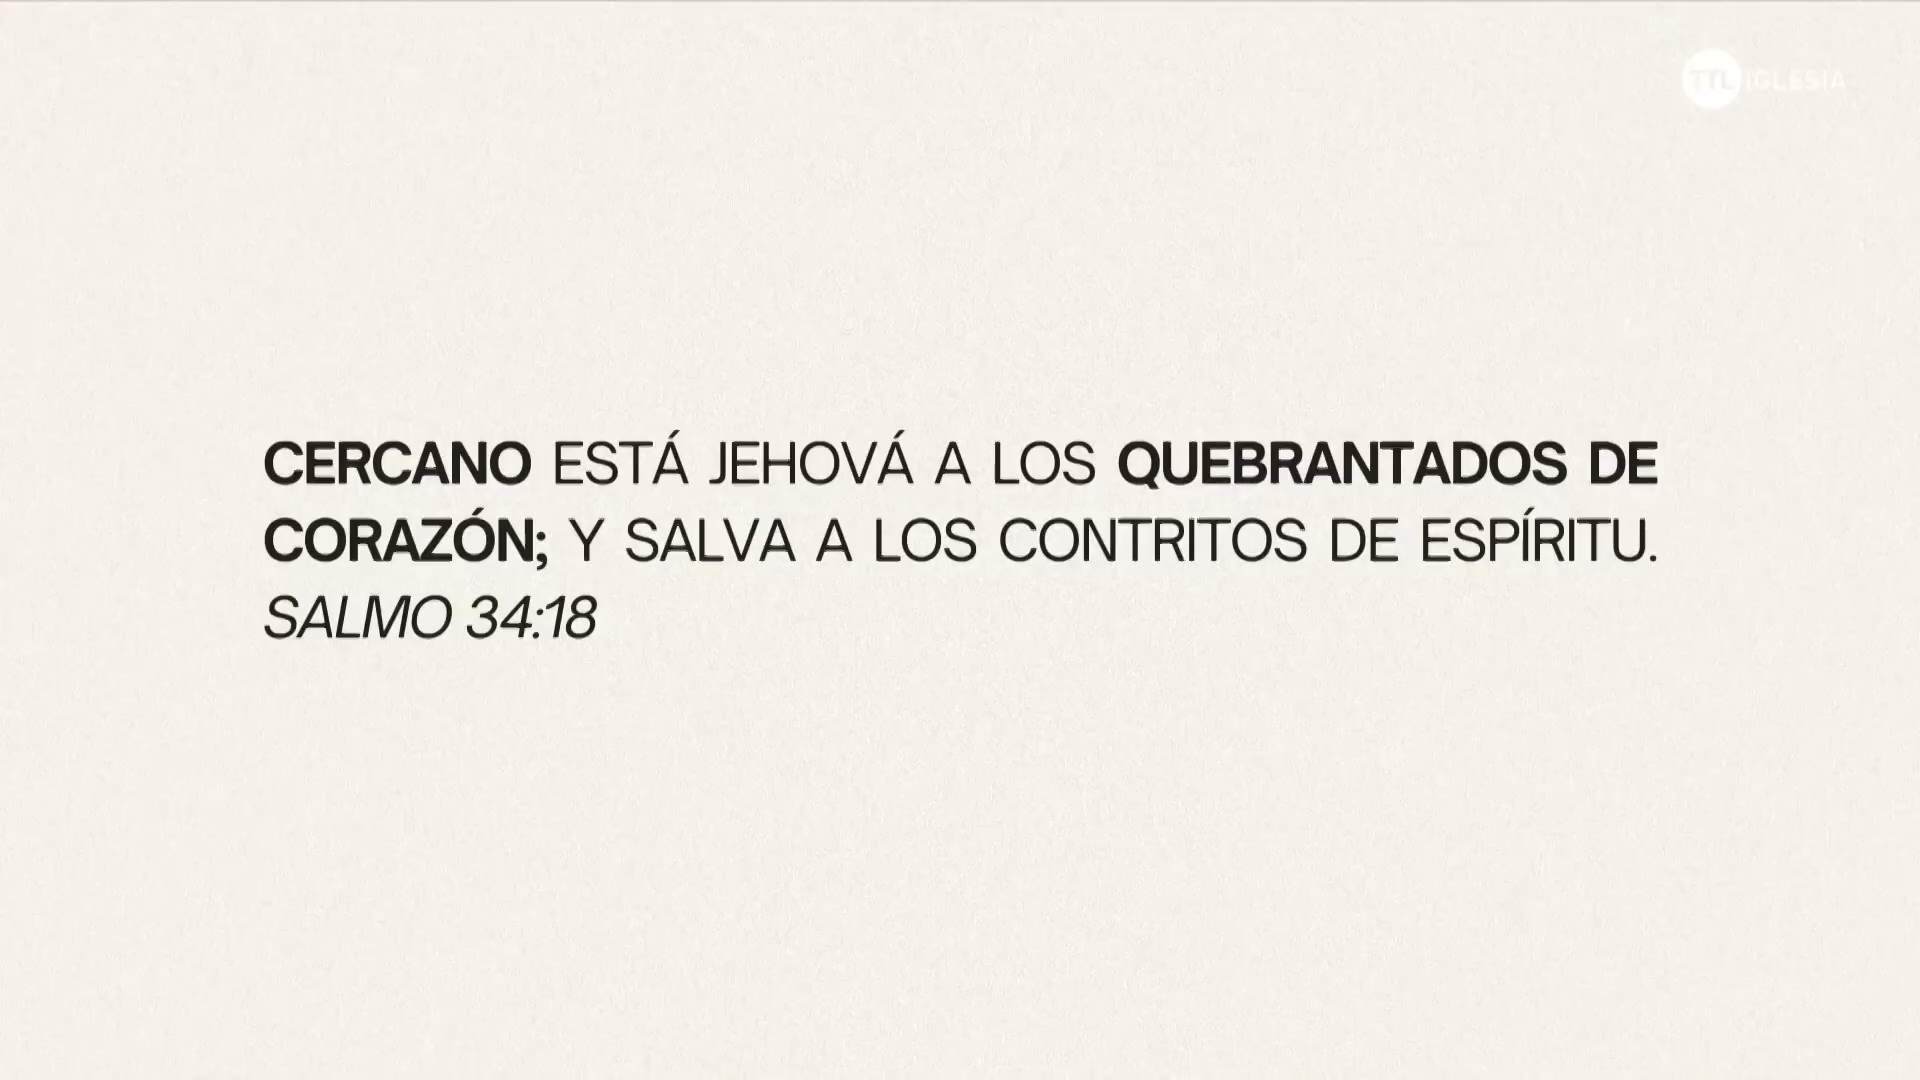 TTL IGLESIA
CERCANO ESTÁ JEHOVÁ A LOS QUEBRANTADOS DE
CORAZÓN; Y SALVA A LOS CONTRITOS DE ESPÍRITU.
SALMO 34:18